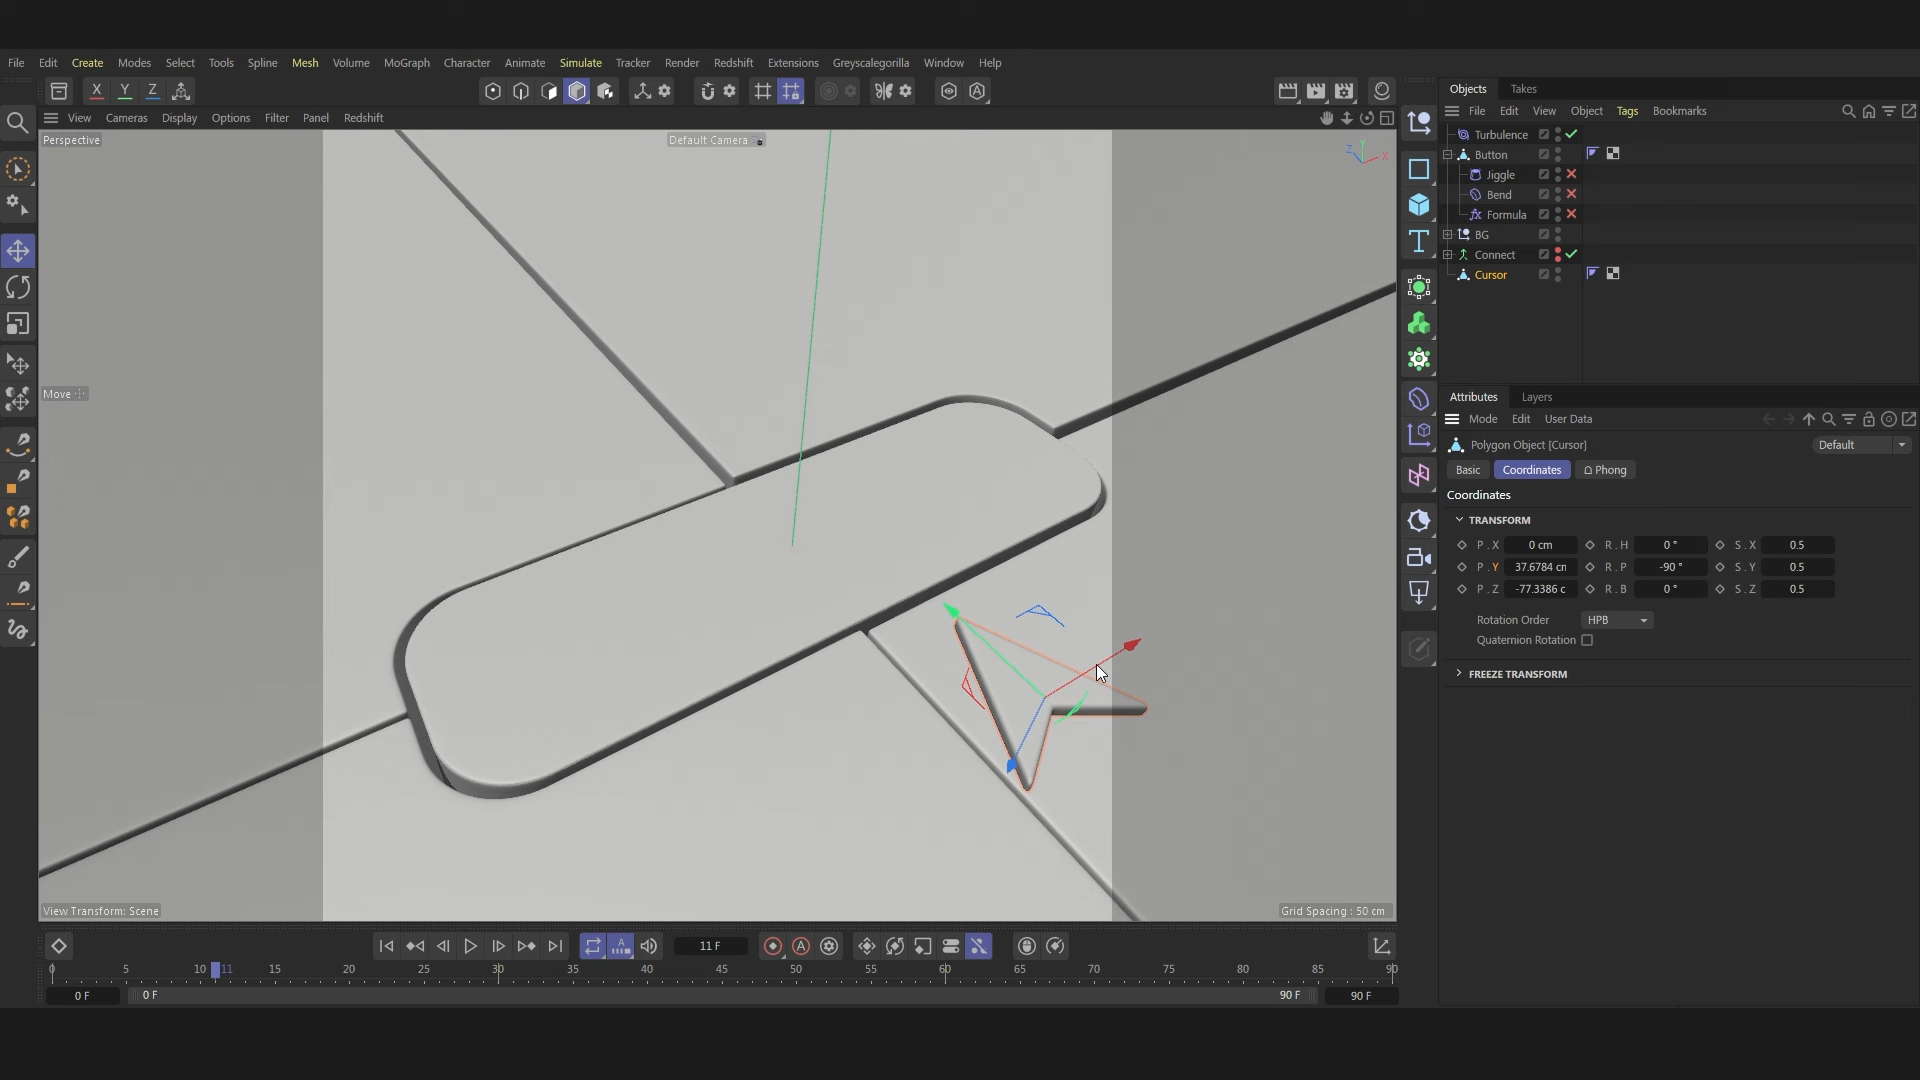 File Edit Create Modes Select Tools Spline Mesh Volume MoGraph Character Animate Simulate Tracker Render Redshift Extensions Greyscalegorilla Window Help
X Y Z
View Cameras Display Options Filter Panel Redshift
Perspective
Default Camera
Z Y X
Move
View Transform: Scene
Grid Spacing : 50 cm
11 F
0 5 10 11 15 20 25 30 35 40 45 50 55 60 65 70 75 80 85 90
0 F 0 F 90 F 90 F
Objects Takes
File Edit View Object Tags Bookmarks
Turbulence
Button
Jiggle
Bend
Formula
BG
Connect
Cursor
Attributes Layers
Mode Edit User Data
Polygon Object [Cursor] Default
Basic Coordinates Phong
Coordinates
TRANSFORM
P . X 0 cm R . H 0 ° S . X 0.5
P . Y 37.6784 cn R . P -90 ° S . Y 0.5
P . Z -77.3386 c R . B 0 ° S . Z 0.5
Rotation Order HPB
Quaternion Rotation
FREEZE TRANSFORM